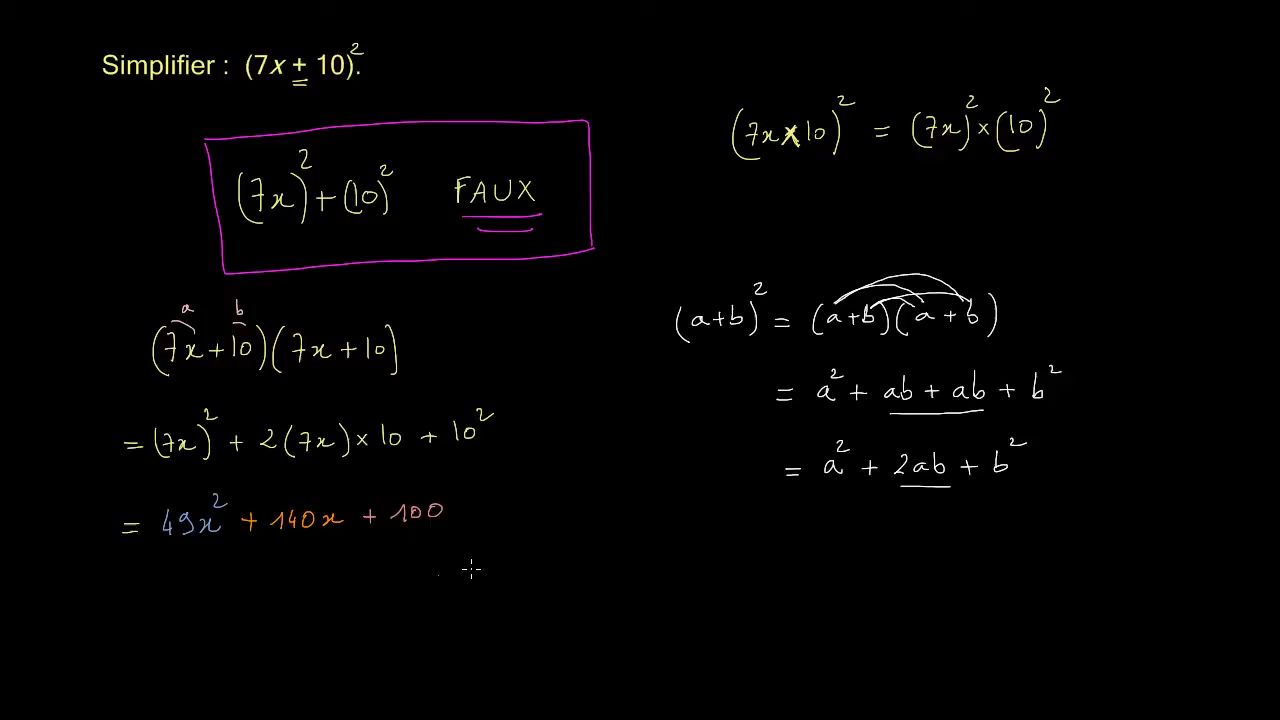 Simplifier : (7x + 10)².
(7x)² + (10)² FAUX
a b
(7x + 10)(7x + 10)
= (7x)² + 2(7x) × 10 + 10²
= 49x² + 140x + 100
(7x × 10)² = (7x)² × (10)²
(a+b)² = (a+b)(a+b)
= a² + ab + ab + b²
= a² + 2ab + b²